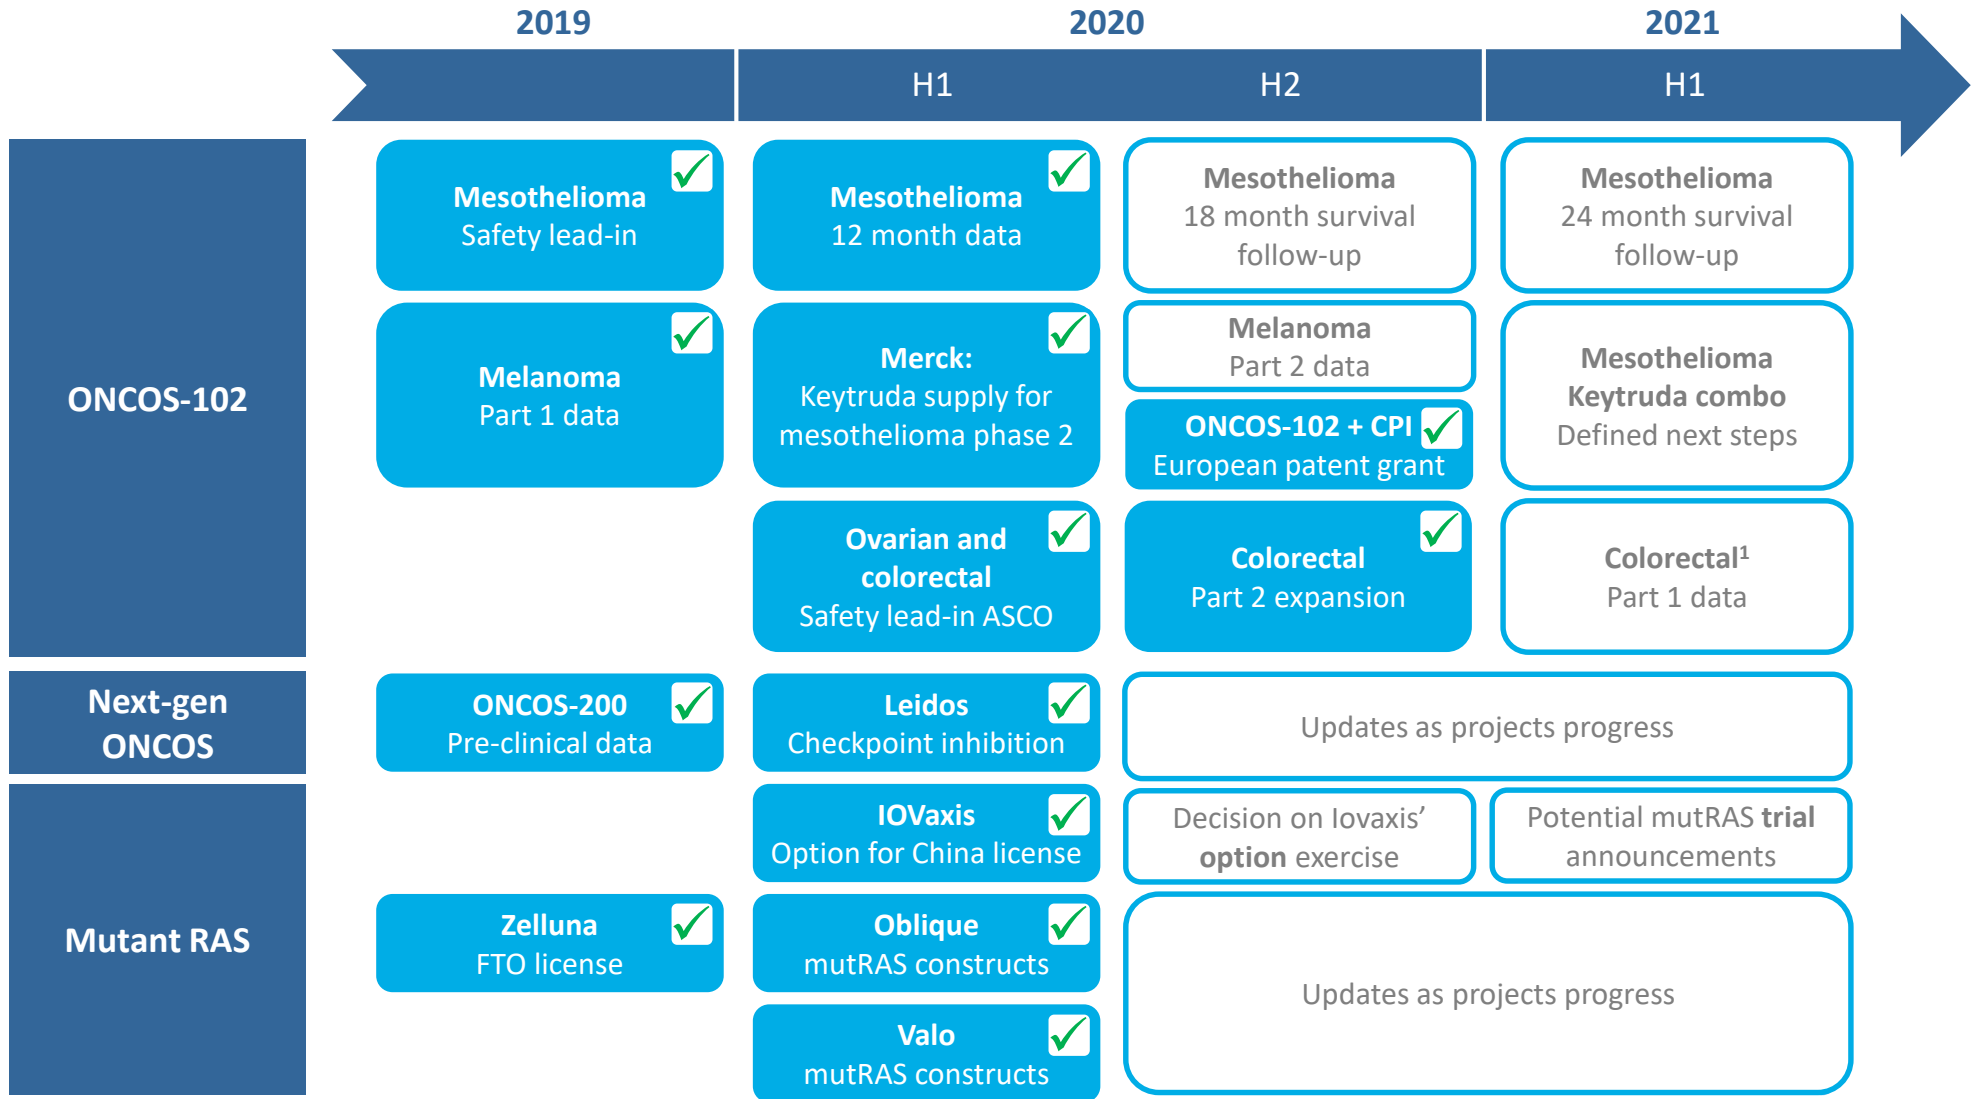 2019
2020
2021
H1
H2
H1
ONCOS-102
Mesothelioma
Safety lead-in
Mesothelioma
12 month data
Mesothelioma
18 month survival
follow-up
Mesothelioma
24 month survival
follow-up
Melanoma
Part 1 data
Merck:
Keytruda supply for
mesothelioma phase 2
Melanoma
Part 2 data
ONCOS-102 + CPI
European patent grant
Mesothelioma
Keytruda combo
Defined next steps
Ovarian and
colorectal
Safety lead-in ASCO
Colorectal
Part 2 expansion
Colorectal¹
Part 1 data
Next-gen
ONCOS
ONCOS-200
Pre-clinical data
Leidos
Checkpoint inhibition
Updates as projects progress
Mutant RAS
IOVaxis
Option for China license
Decision on Iovaxis’
option exercise
Potential mutRAS trial
announcements
Zelluna
FTO license
Oblique
mutRAS constructs
Updates as projects progress
Valo
mutRAS constructs